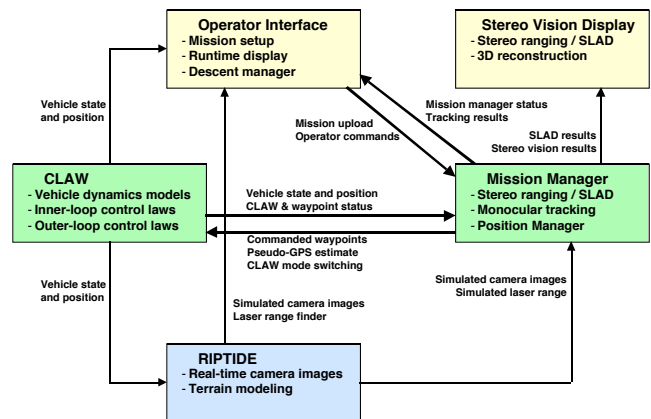 Operator Interface
- Mission setup
- Runtime display
- Descent manager
Stereo Vision Display
- Stereo ranging / SLAD
- 3D reconstruction
Vehicle state
and position
Mission manager status
Tracking results
Mission upload
Operator commands
SLAD results
Stereo vision results
CLAW
- Vehicle dynamics models
- Inner-loop control laws
- Outer-loop control laws
Vehicle state and position
CLAW & waypoint status
Mission Manager
- Stereo ranging / SLAD
- Monocular tracking
- Position Manager
Commanded waypoints
Pseudo-GPS estimate
CLAW mode switching
Vehicle state
and position
Simulated camera images
Laser range finder
Simulated camera images
Simulated laser range
RIPTIDE
- Real-time camera images
- Terrain modeling